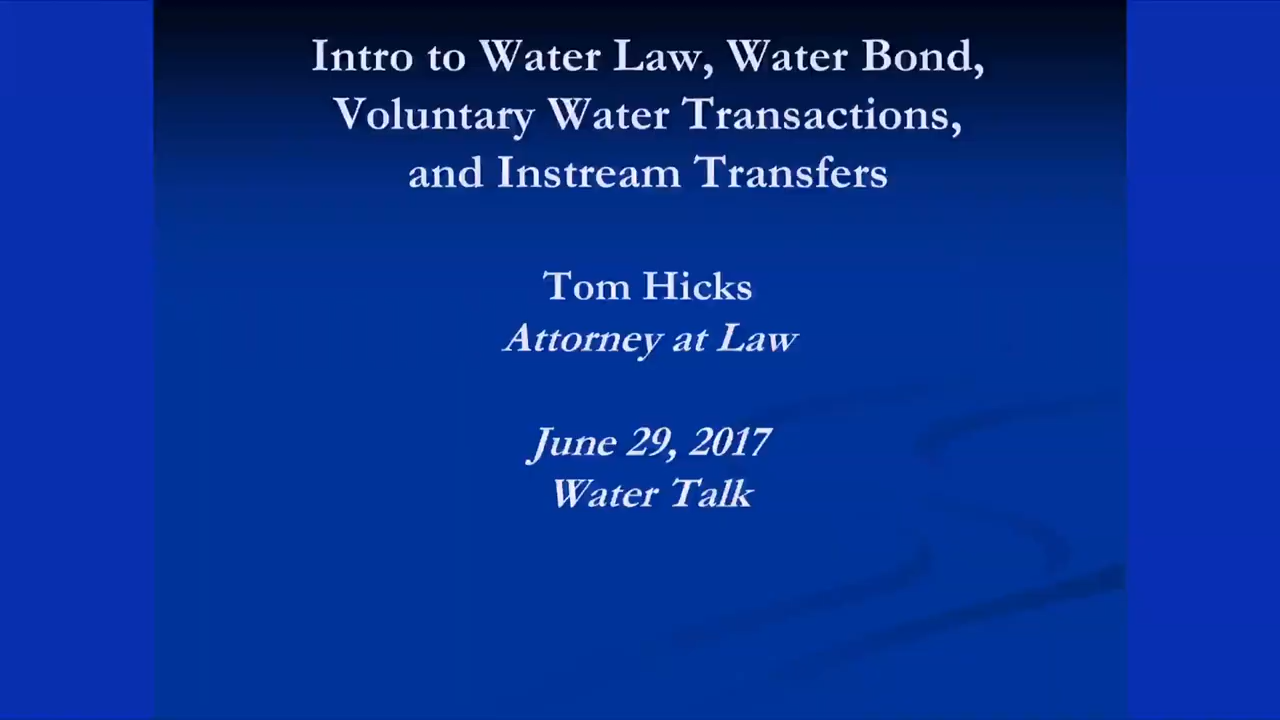 Intro to Water Law, Water Bond,
Voluntary Water Transactions,
and Instream Transfers
Tom Hicks
Attorney at Law
June 29, 2017
Water Talk